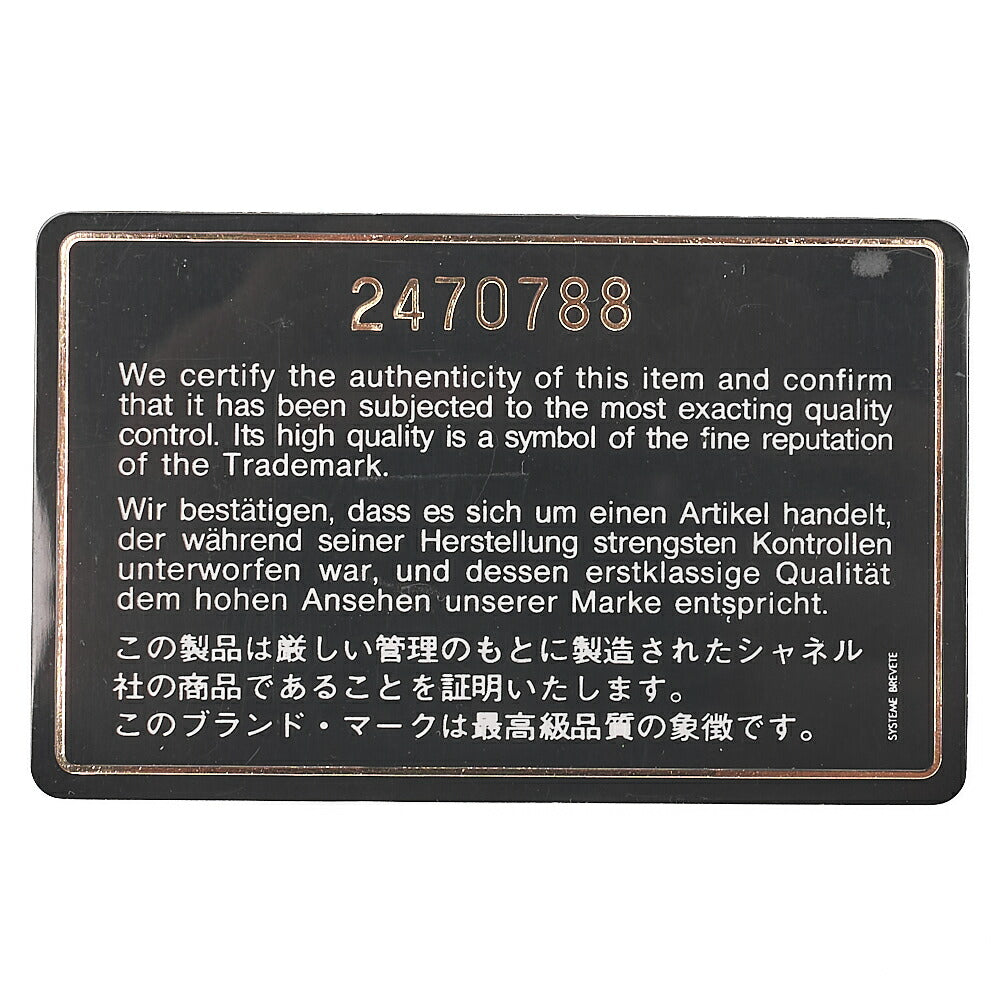 2470788
We certify the authenticity of this item and confirm
that it has been subjected to the most exacting quality
control. Its high quality is a symbol of the fine reputation
of the Trademark.
Wir bestätigen, dass es sich um einen Artikel handelt,
der während seiner Herstellung strengsten Kontrollen
unterworfen war, und dessen erstklassige Qualität
dem hohen Ansehen unserer Marke entspricht.
この製品は厳しい管理のもとに製造されたシャネル
社の商品であることを証明いたします。
このブランド・マークは最高級品質の象徴です。
SYSTEME BREVETE